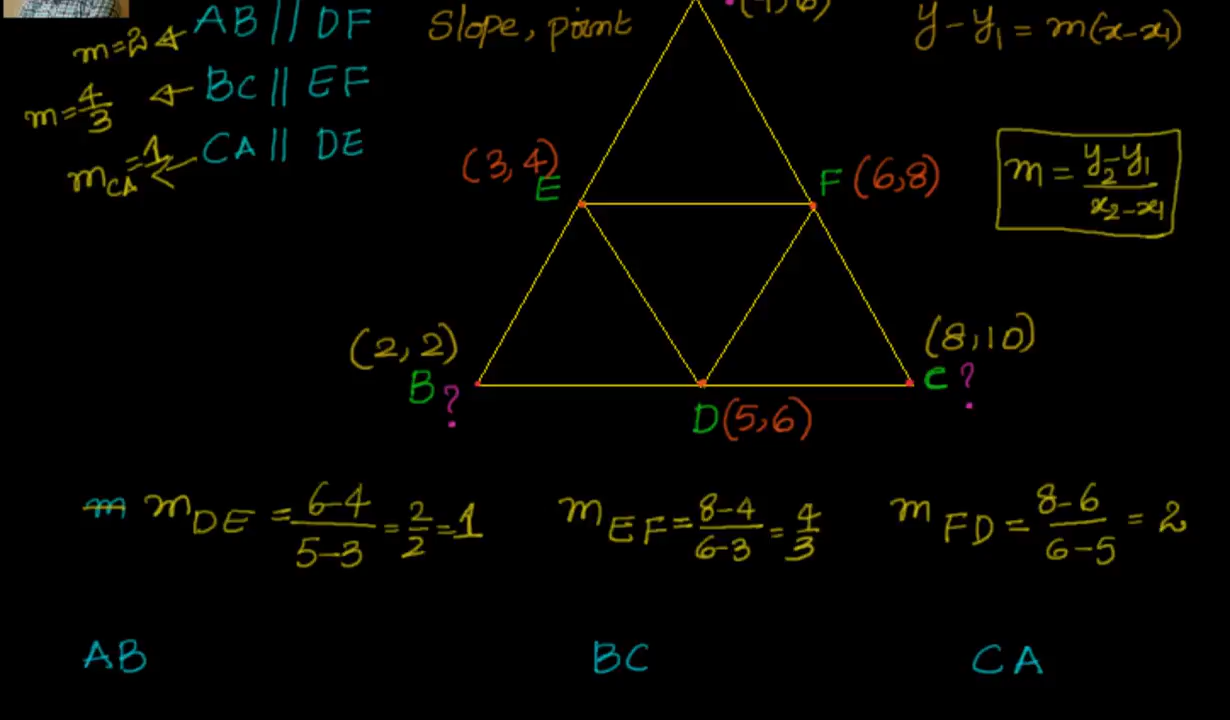 AB // DF
m=2
Slope, point
y-y₁ = m(x-x₁)
BC || EF
m=4/3
CA || DE
m_CA=1
(3,4)
E
F (6,8)
m = (y₂-y₁)/(x₂-x₁)
(2,2)
B ?
(8,10)
C ?
D(5,6)
m m_DE = (6-4)/(5-3) = 2/2 = 1
m_EF = (8-4)/(6-3) = 4/3
m_FD = (8-6)/(6-5) = 2
AB
BC
CA